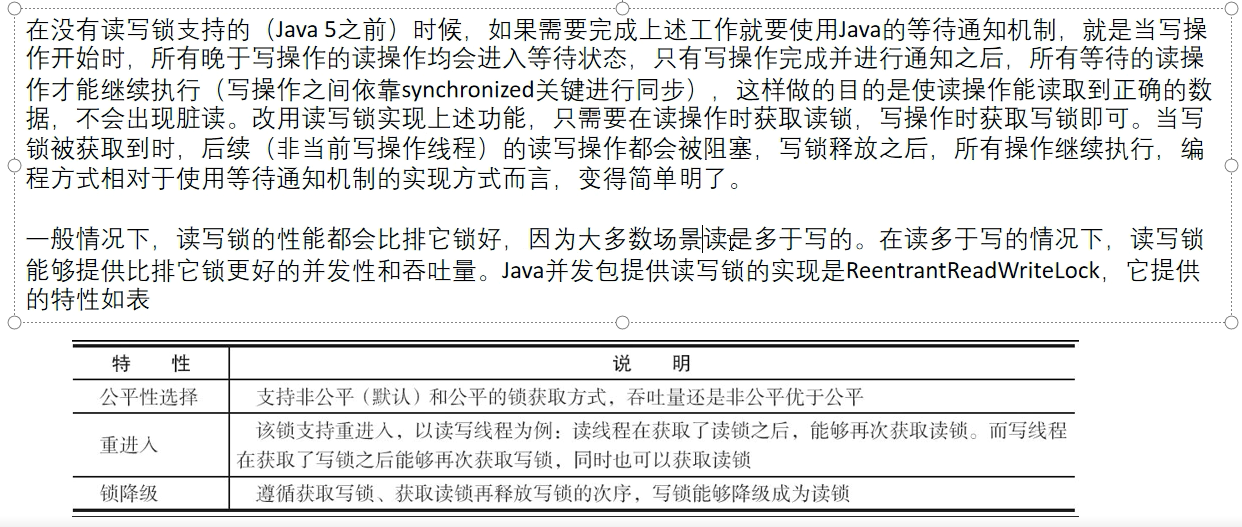 在没有读写锁支持的（Java 5之前）时候，如果需要完成上述工作就要使用Java的等待通知机制，就是当写操
作开始时，所有晚于写操作的读操作均会进入等待状态，只有写操作完成并进行通知之后，所有等待的读操
作才能继续执行（写操作之间依靠synchronized关键进行同步），这样做的目的是使读操作能读取到正确的数
据，不会出现脏读。改用读写锁实现上述功能，只需要在读操作时获取读锁，写操作时获取写锁即可。当写
锁被获取到时，后续（非当前写操作线程）的读写操作都会被阻塞，写锁释放之后，所有操作继续执行，编
程方式相对于使用等待通知机制的实现方式而言，变得简单明了。
一般情况下，读写锁的性能都会比排它锁好，因为大多数场景读是多于写的。在读多于写的情况下，读写锁
能够提供比排它锁更好的并发性和吞吐量。Java并发包提供读写锁的实现是ReentrantReadWriteLock，它提供
的特性如表
特 性 说 明
公平性选择 支持非公平（默认）和公平的锁获取方式，吞吐量还是非公平优于公平
重进入 该锁支持重进入，以读写线程为例：读线程在获取了读锁之后，能够再次获取读锁。而写线程
在获取了写锁之后能够再次获取写锁，同时也可以获取读锁
锁降级 遵循获取写锁、获取读锁再释放写锁的次序，写锁能够降级成为读锁